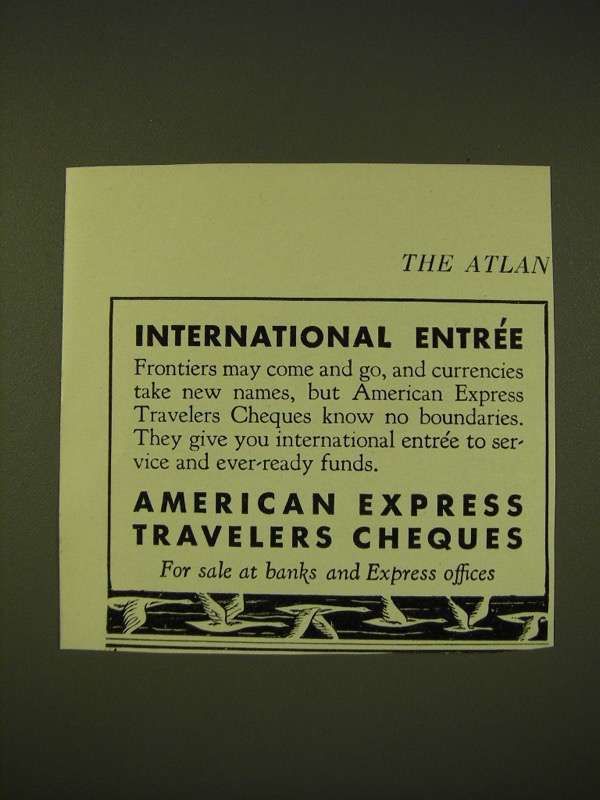 THE ATLAN
INTERNATIONAL ENTRÉE
Frontiers may come and go, and currencies
take new names, but American Express
Travelers Cheques know no boundaries.
They give you international entrée to ser-
vice and ever-ready funds.
AMERICAN EXPRESS
TRAVELERS CHEQUES
For sale at banks and Express offices